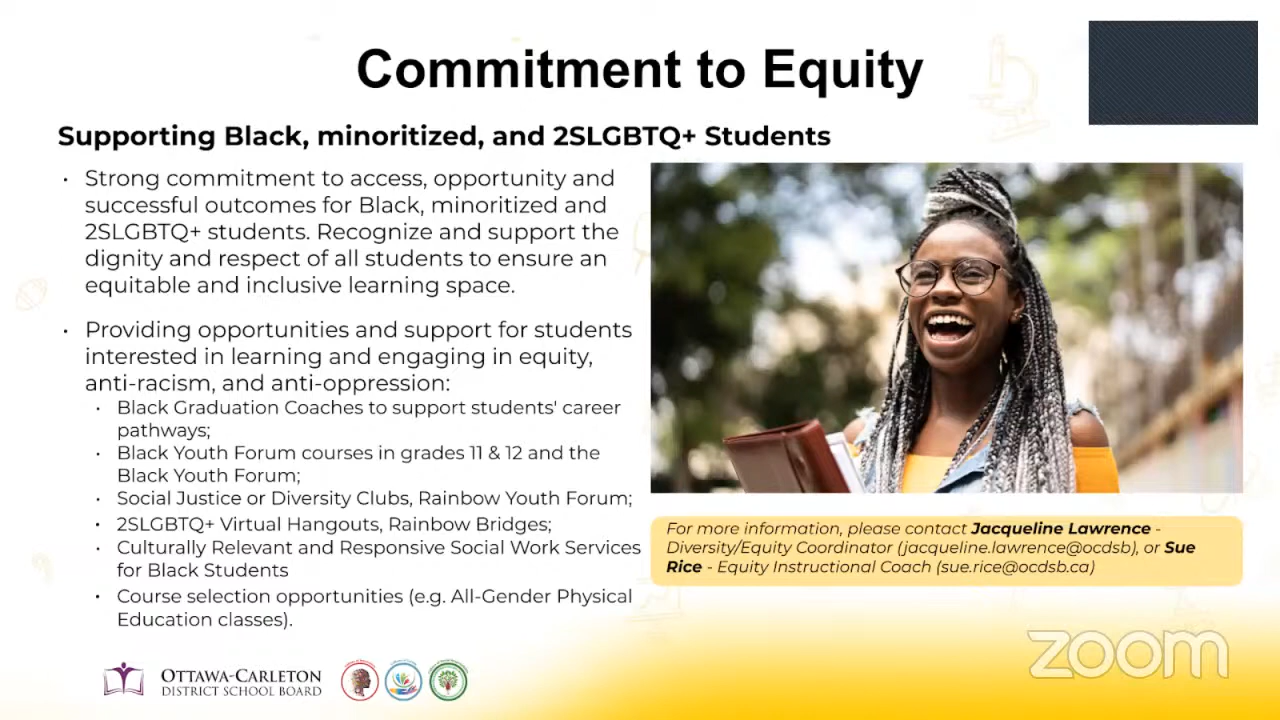 Commitment to Equity
Supporting Black, minoritized, and 2SLGBTQ+ Students
• Strong commitment to access, opportunity and
successful outcomes for Black, minoritized and
2SLGBTQ+ students. Recognize and support the
dignity and respect of all students to ensure an
equitable and inclusive learning space.
• Providing opportunities and support for students
interested in learning and engaging in equity,
anti-racism, and anti-oppression:
• Black Graduation Coaches to support students' career
pathways;
• Black Youth Forum courses in grades 11 & 12 and the
Black Youth Forum;
• Social Justice or Diversity Clubs, Rainbow Youth Forum;
• 2SLGBTQ+ Virtual Hangouts, Rainbow Bridges;
• Culturally Relevant and Responsive Social Work Services
for Black Students
• Course selection opportunities (e.g. All-Gender Physical
Education classes).
For more information, please contact Jacqueline Lawrence -
Diversity/Equity Coordinator (jacqueline.lawrence@ocdsb), or Sue
Rice - Equity Instructional Coach (sue.rice@ocdsb.ca)
OTTAWA-CARLETON
DISTRICT SCHOOL BOARD
zoom